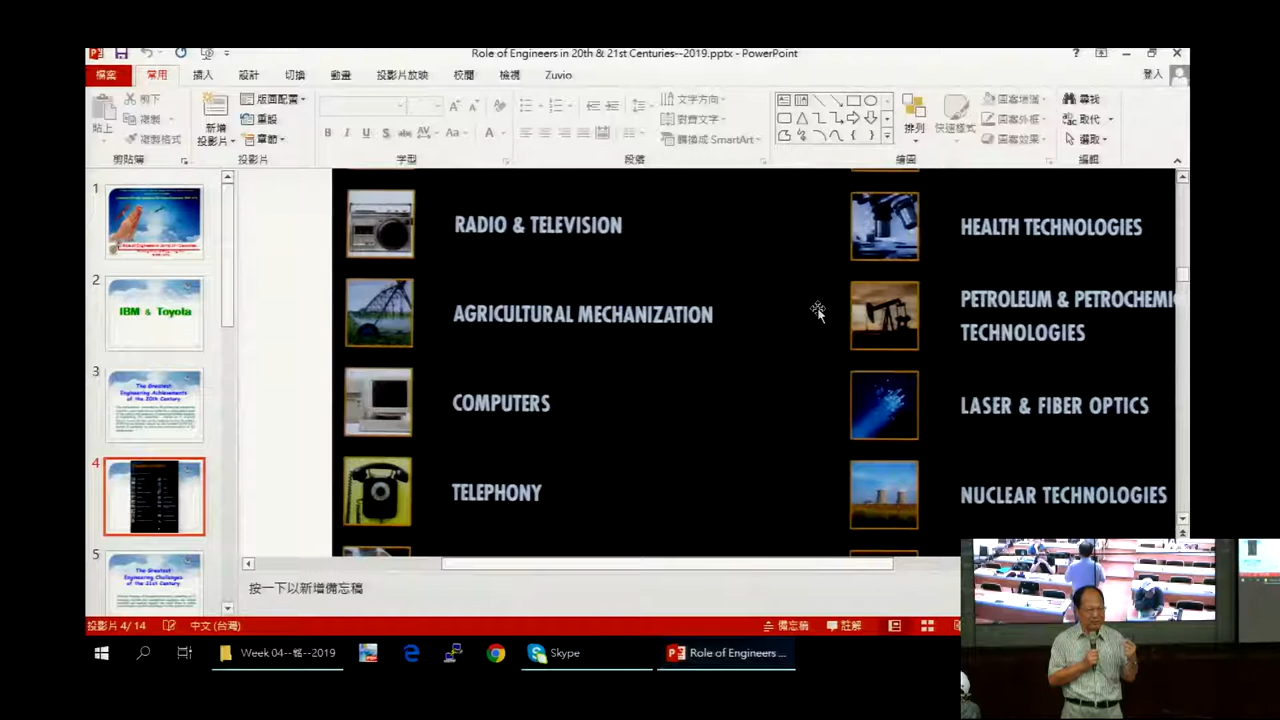 Role of Engineers in 20th & 21st Centuries--2019.pptx - PowerPoint
檔案 常用 插入 設計 切換 動畫 投影片放映 校閱 檢視 Zuvio 登入
剪下 版面配置 文字方向 圖案填滿 尋找
貼上 複製 新增投影片 重設 對齊文字 排列 快速樣式 圖案外框 取代
複製格式 章節 轉換成 SmartArt 圖案效果 選取
剪貼簿 投影片 字型 段落 繪圖 編輯
1
2
IBM & Toyota
3
The Greatest
Engineering Achievements
of the 20th Century
4
5
The Greatest
Engineering Challenges
of the 21st Century
RADIO & TELEVISION
HEALTH TECHNOLOGIES
AGRICULTURAL MECHANIZATION
PETROLEUM & PETROCHEMIC
TECHNOLOGIES
COMPUTERS
LASER & FIBER OPTICS
TELEPHONY
NUCLEAR TECHNOLOGIES
按一下以新增備忘稿
投影片 4/14 中文 (台灣) 備忘稿 註解
Skype
Role of Engineers ...